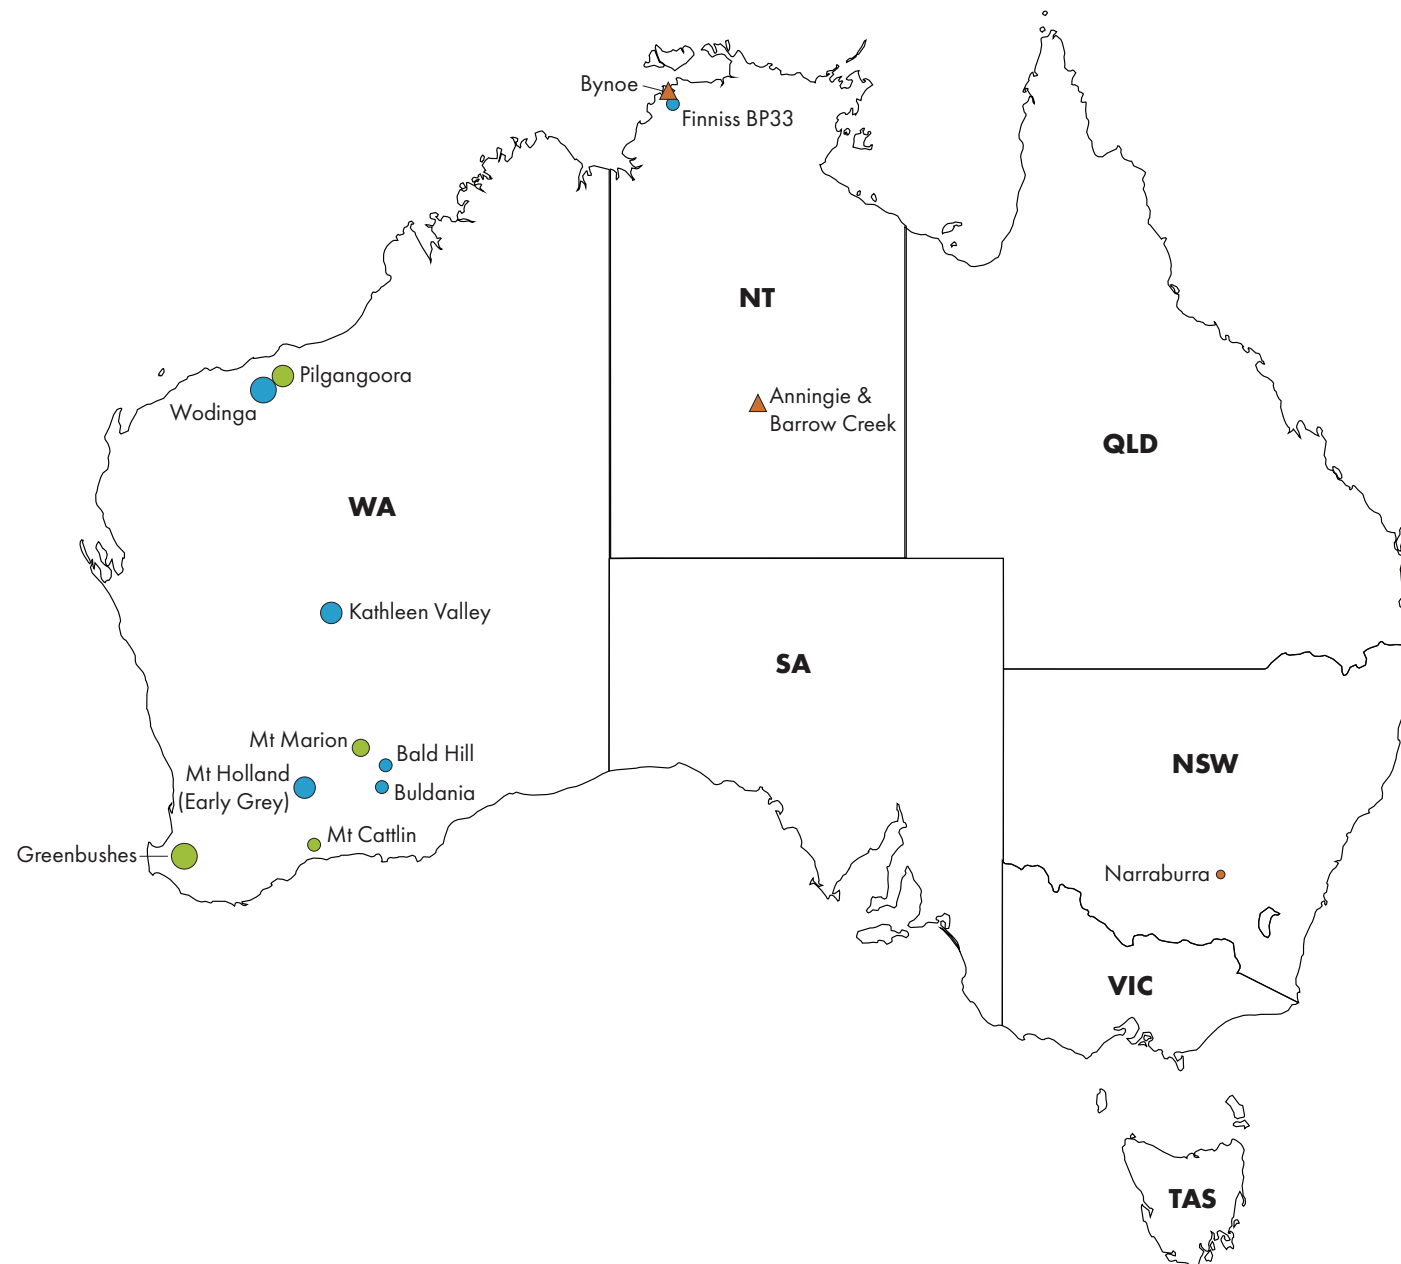 Bynoe
Finniss BP33
NT
Pilgangoora
Wodinga
Anningie &
Barrow Creek
QLD
WA
Kathleen Valley
SA
Mt Marion
Bald Hill
Mt Holland
(Early Grey)
Buldania
NSW
Mt Cattlin
Greenbushes
Narraburra
VIC
TAS